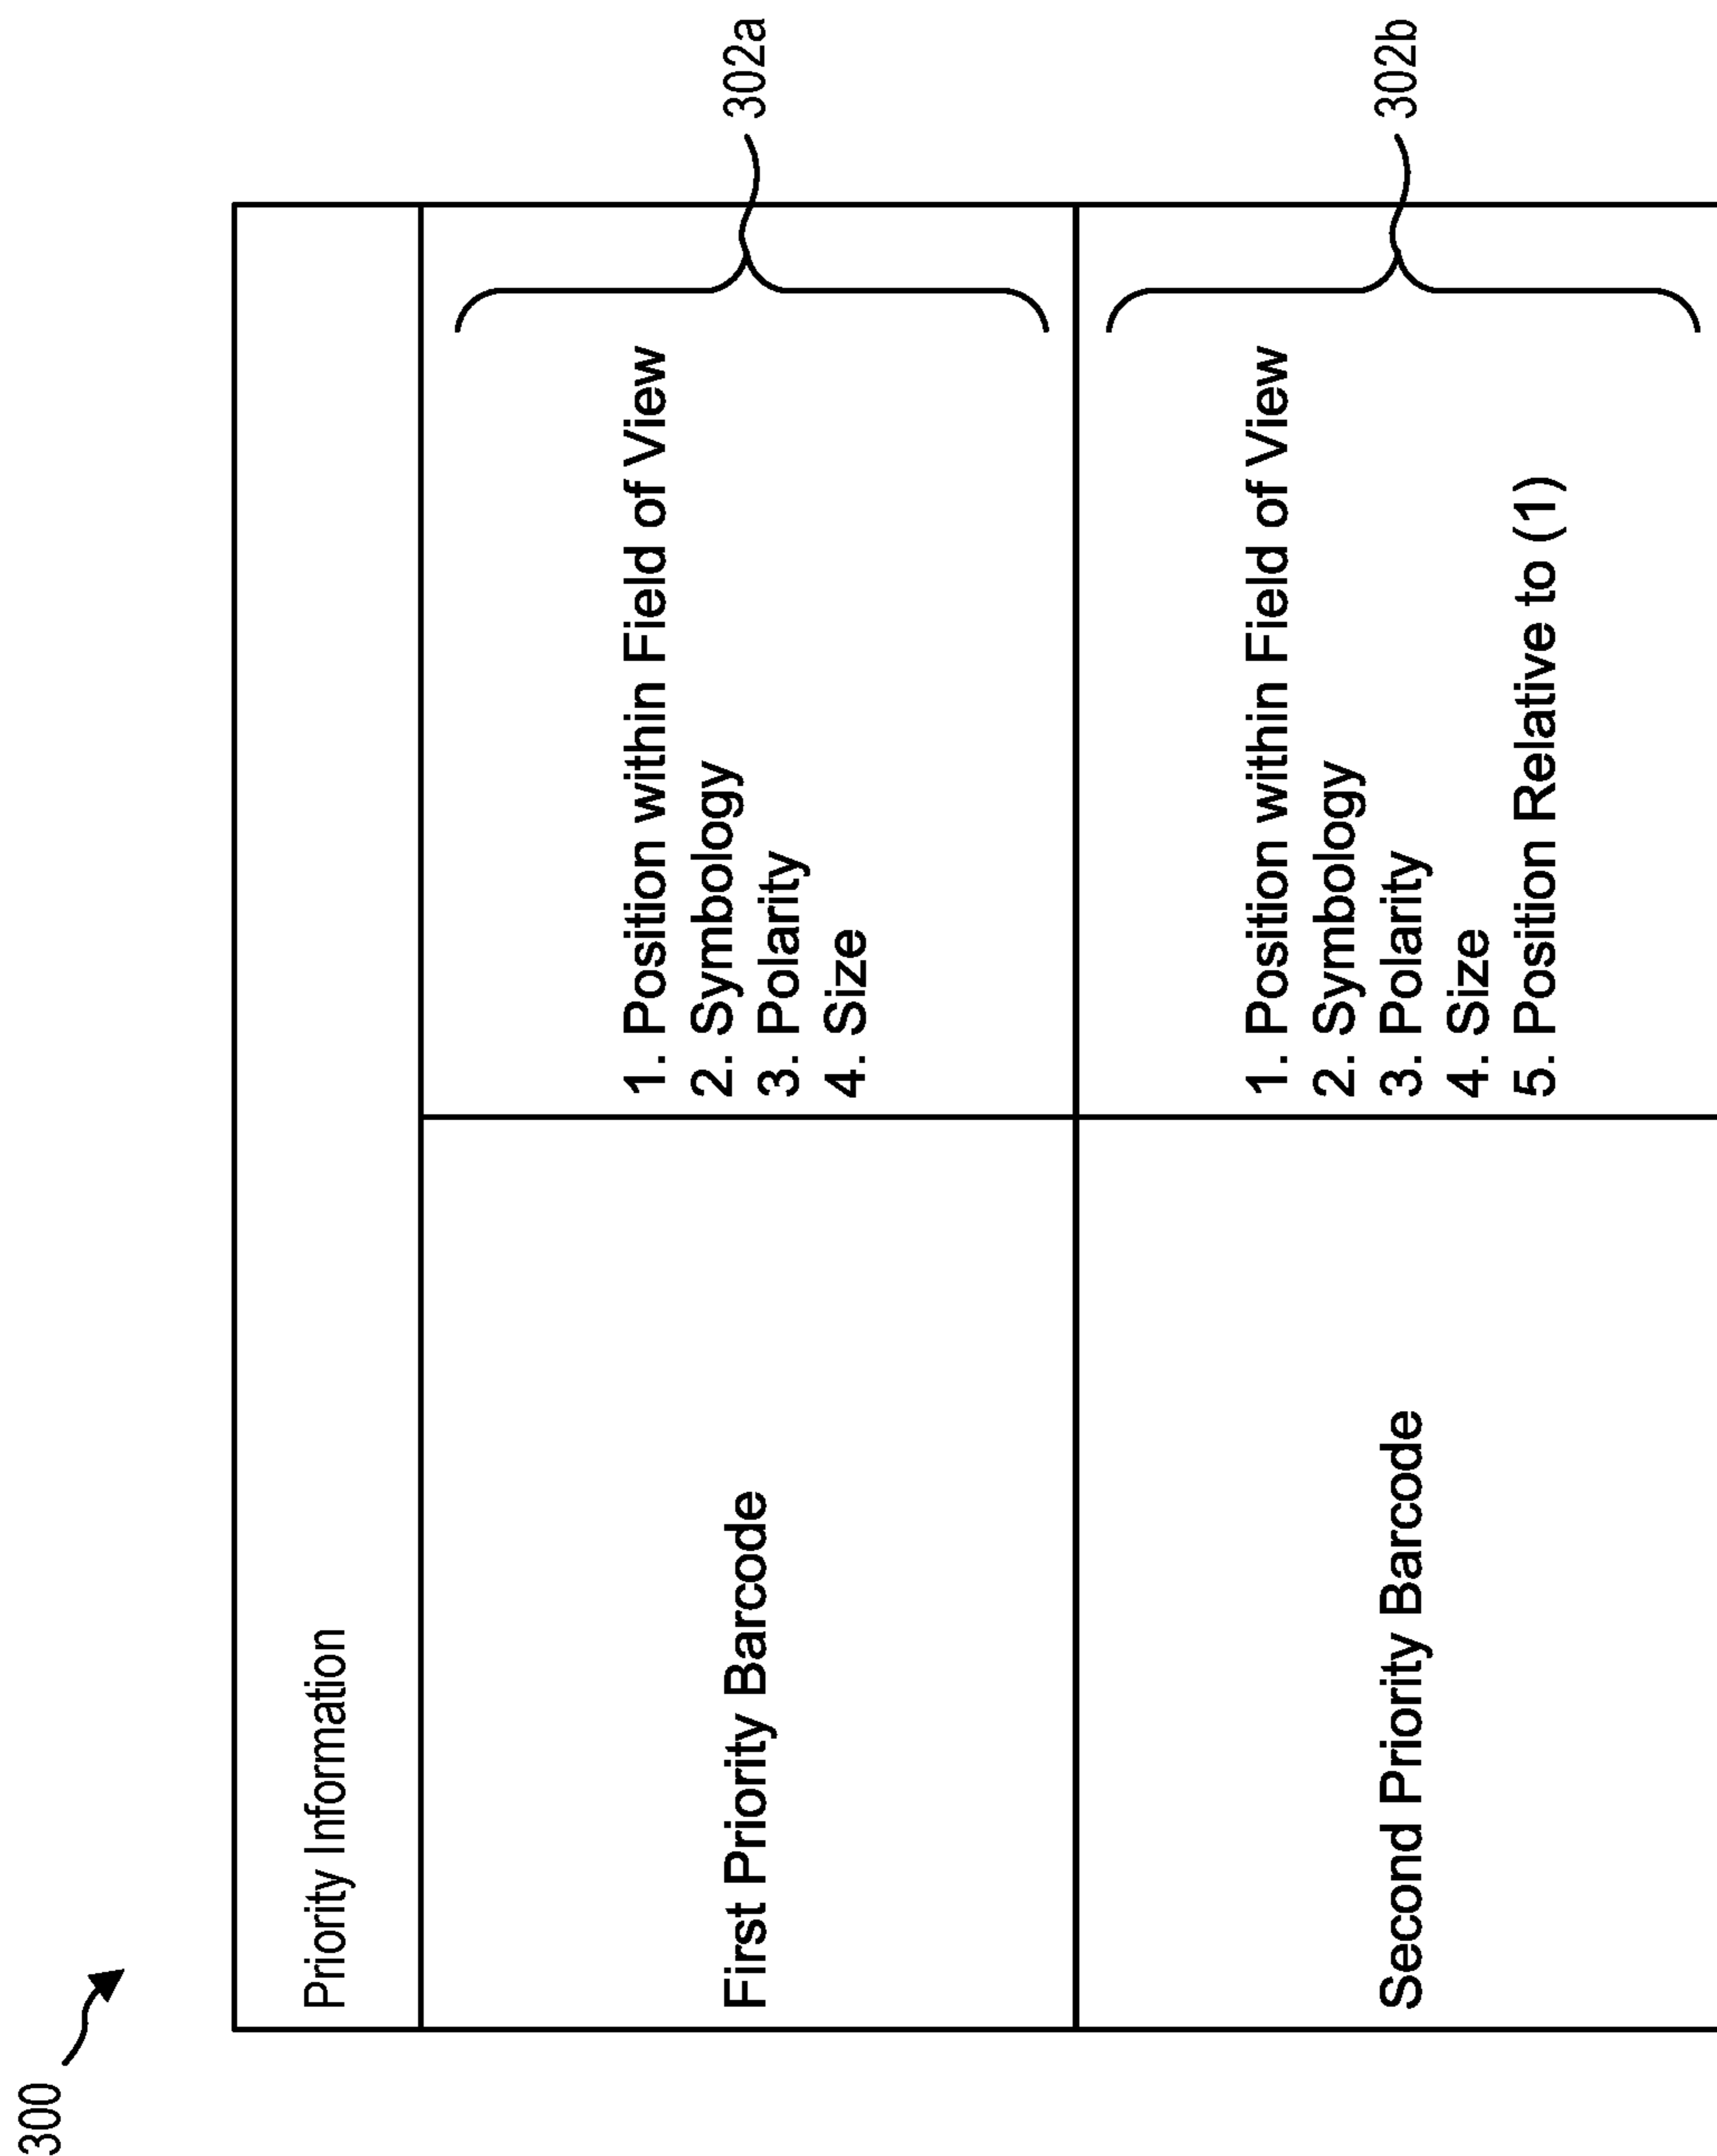 300
Priority Information
First Priority Barcode
1. Position within Field of View
2. Symbology
3. Polarity
4. Size
302a
Second Priority Barcode
1. Position within Field of View
2. Symbology
3. Polarity
4. Size
5. Position Relative to (1)
302b